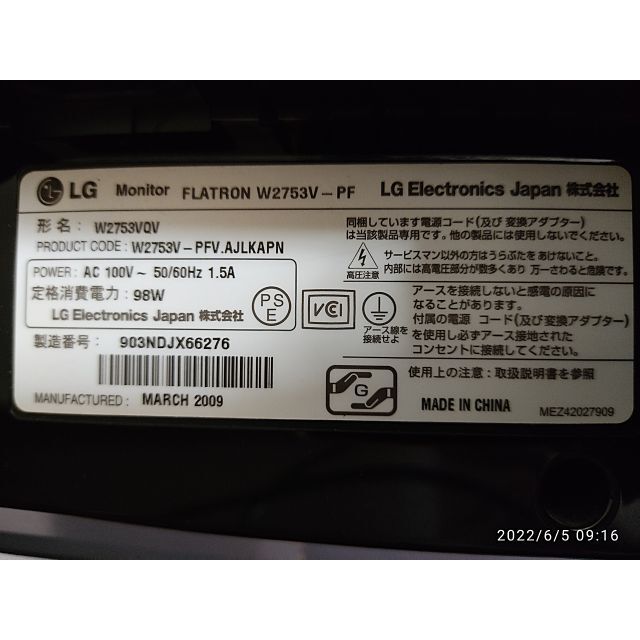 LG Monitor FLATRON W2753V-PF LG Electronics Japan 株式会社
形 名: W2753VQV
PRODUCT CODE: W2753V-PFV.AJLKAPN
同梱しています電源コード(及び 変換アダプター)
は当該製品専用です。他の製品には使用しないでください。
POWER: AC 100V~ 50/60Hz 1.5A
定格消費電力: 98W
LG Electronics Japan 株式会社
PS
E
VCI
アース線を
接続せよ
高圧注意
サービスマン以外の方はうらぶたをあけないこと。
内部には高電圧部分が数多くあり 万一さわると危険です。
アースを接続しないと感電の原因に
なることがあります。
付属の電源 コード(及び変換アダプター)
を使用し必ずアース接地された
コンセントに接続してください。
製造番号: 903NDJX66276
MANUFACTURED: MARCH 2009
G
使用上の注意:取扱説明書を参照
MADE IN CHINA
MEZ42027909
2022/6/5 09:16